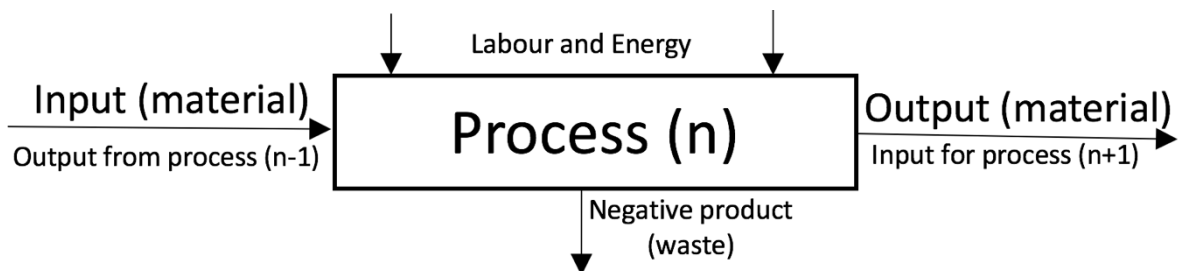 Labour and Energy
Input (material)
Output from process (n-1)
Process (n)
Output (material)
Input for process (n+1)
Negative product
(waste)